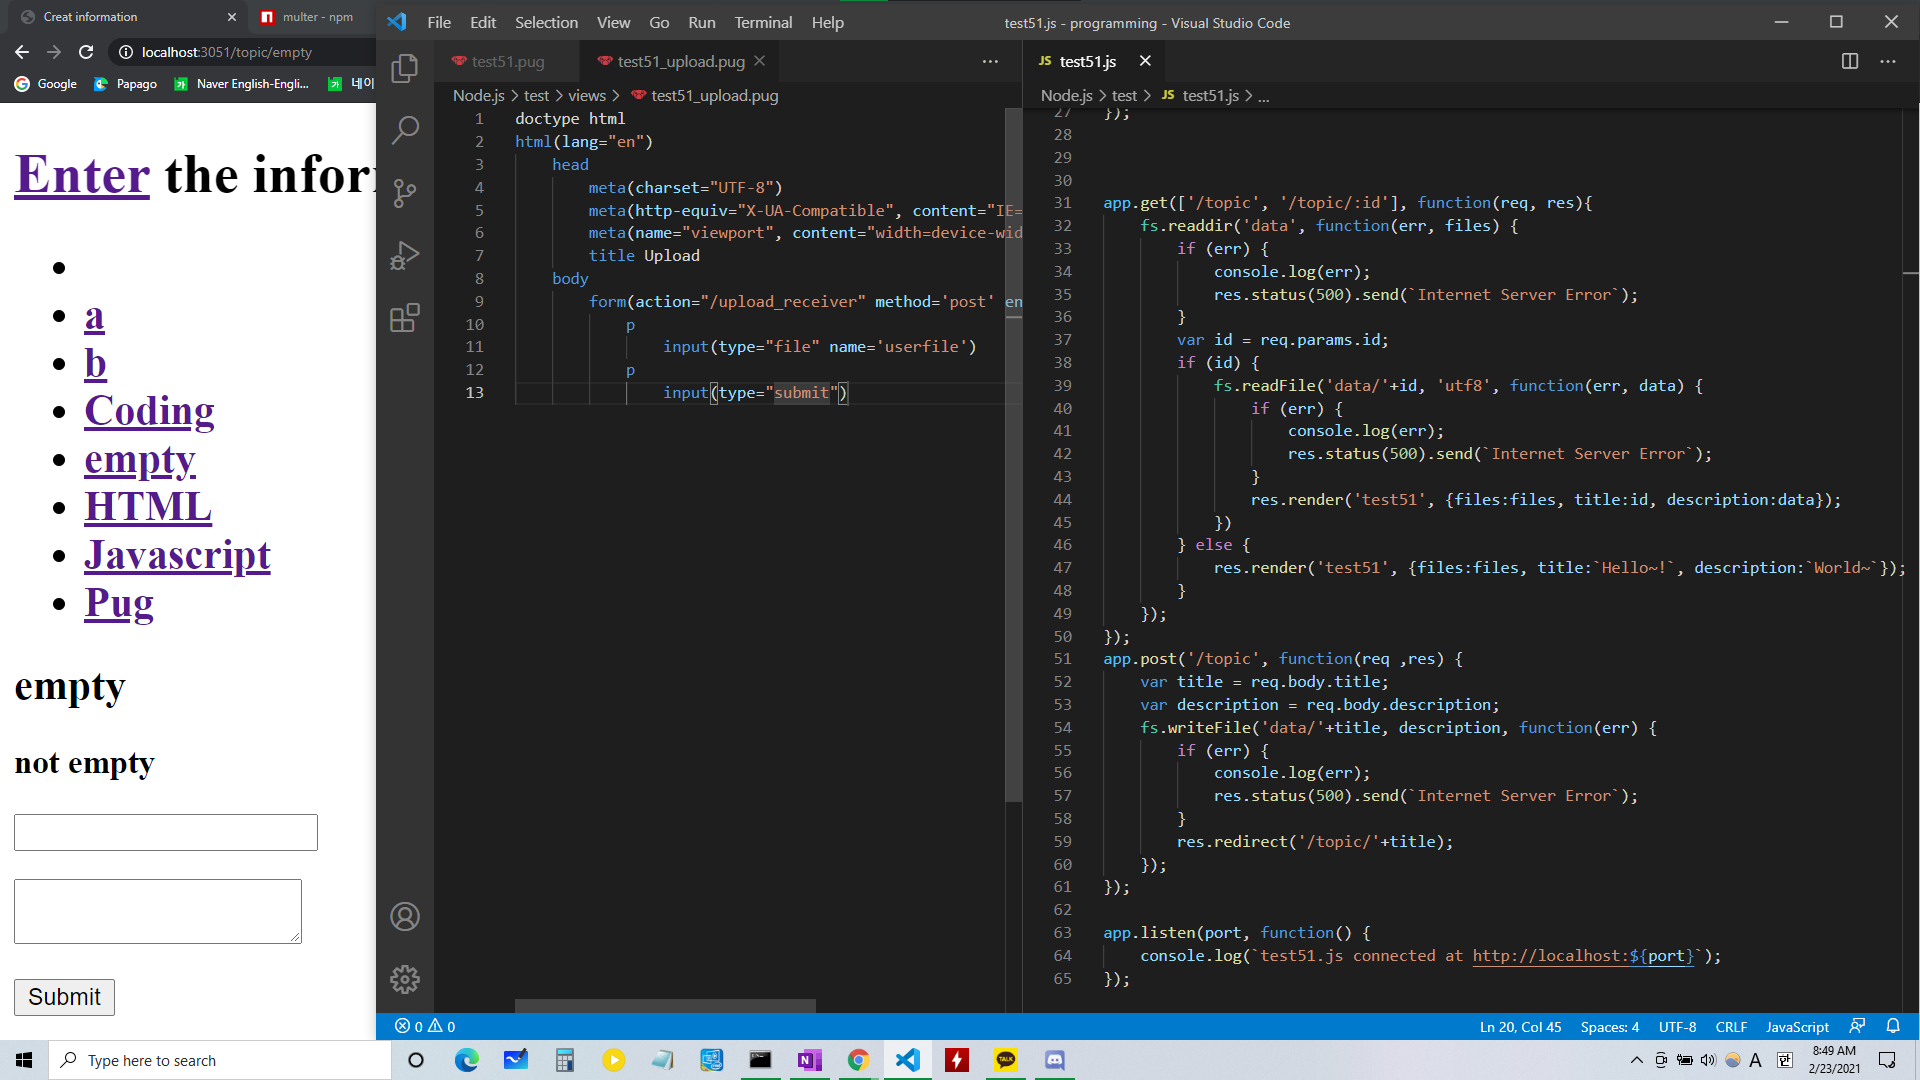 Creat information
multer - npm
localhost:3051/topic/empty
Google
Papago
Naver English-Engli...
네이
Enter the infor
a
b
Coding
empty
HTML
Javascript
Pug
empty
not empty
Submit
File Edit Selection View Go Run Terminal Help
test51.js - programming - Visual Studio Code
test51.pug
test51_upload.pug
Node.js > test > views > test51_upload.pug
1 doctype html
2 html(lang="en")
3 head
4 meta(charset="UTF-8")
5 meta(http-equiv="X-UA-Compatible", content="IE=
6 meta(name="viewport", content="width=device-wid
7 title Upload
8 body
9 form(action="/upload_receiver" method='post' en
10 p
11 input(type="file" name='userfile')
12 p
13 input(type="submit")
JS test51.js
Node.js > test > JS test51.js > ...
27 });
28
29
30
31 app.get(['/topic', '/topic/:id'], function(req, res){
32 fs.readdir('data', function(err, files) {
33 if (err) {
34 console.log(err);
35 res.status(500).send(`Internet Server Error`);
36 }
37 var id = req.params.id;
38 if (id) {
39 fs.readFile('data/'+id, 'utf8', function(err, data) {
40 if (err) {
41 console.log(err);
42 res.status(500).send(`Internet Server Error`);
43 }
44 res.render('test51', {files:files, title:id, description:data});
45 })
46 } else {
47 res.render('test51', {files:files, title:`Hello~!`, description:`World~`});
48 }
49 });
50 });
51 app.post('/topic', function(req ,res) {
52 var title = req.body.title;
53 var description = req.body.description;
54 fs.writeFile('data/'+title, description, function(err) {
55 if (err) {
56 console.log(err);
57 res.status(500).send(`Internet Server Error`);
58 }
59 res.redirect('/topic/'+title);
60 });
61 });
62
63 app.listen(port, function() {
64 console.log(`test51.js connected at http://localhost:${port}`);
65 });
0 0
Ln 20, Col 45 Spaces: 4 UTF-8 CRLF JavaScript
Type here to search
N
TALK
A
한
8:49 AM
2/23/2021